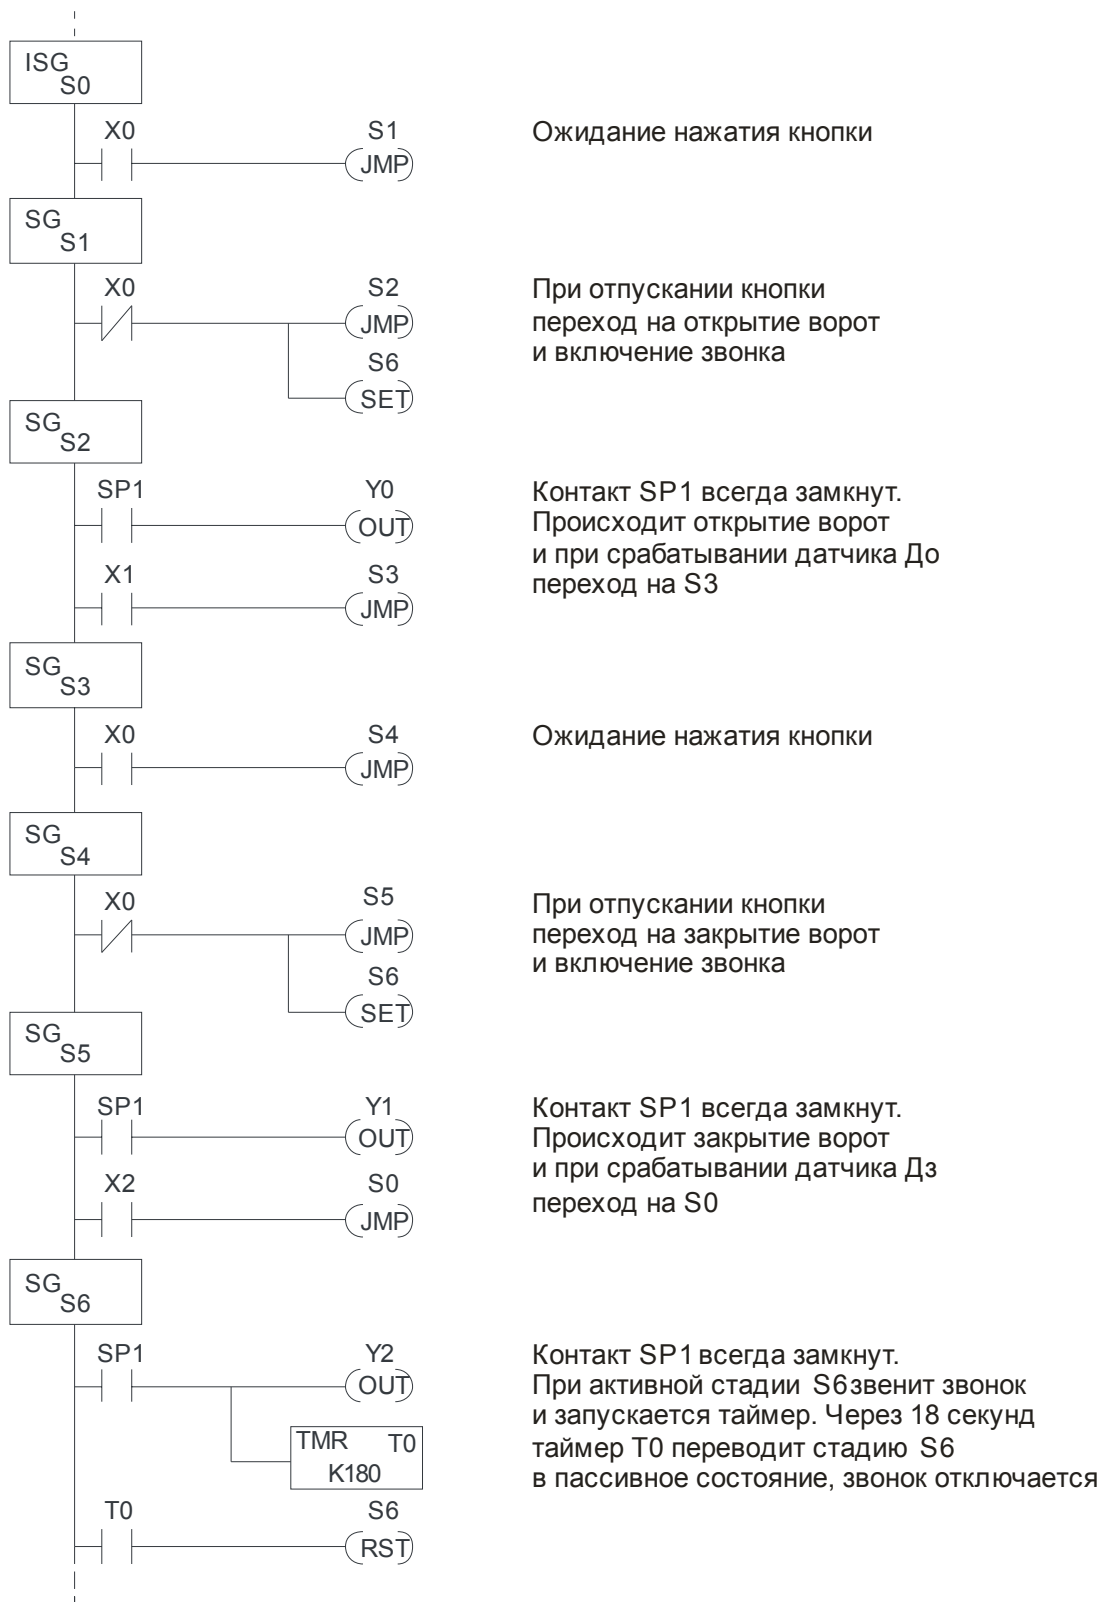 ISG
S0
X0 S1 Ожидание нажатия кнопки
JMP
SG
S1
X0 S2 При отпускании кнопки
JMP переход на открытие ворот
S6 и включение звонка
SET
SG
S2
SP1 Y0 Контакт SP1 всегда замкнут.
OUT Происходит открытие ворот
и при срабатывании датчика До
X1 S3 переход на S3
JMP
SG
S3
X0 S4 Ожидание нажатия кнопки
JMP
SG
S4
X0 S5 При отпускании кнопки
JMP переход на закрытие ворот
S6 и включение звонка
SET
SG
S5
SP1 Y1 Контакт SP1 всегда замкнут.
OUT Происходит закрытие ворот
и при срабатывании датчика Дз
X2 S0 переход на S0
JMP
SG
S6
SP1 Y2 Контакт SP1 всегда замкнут.
OUT При активной стадии S6звенит звонок
и запускается таймер. Через 18 секунд
TMR T0 таймер T0 переводит стадию S6
K180 в пассивное состояние, звонок отключается
T0 S6
RST